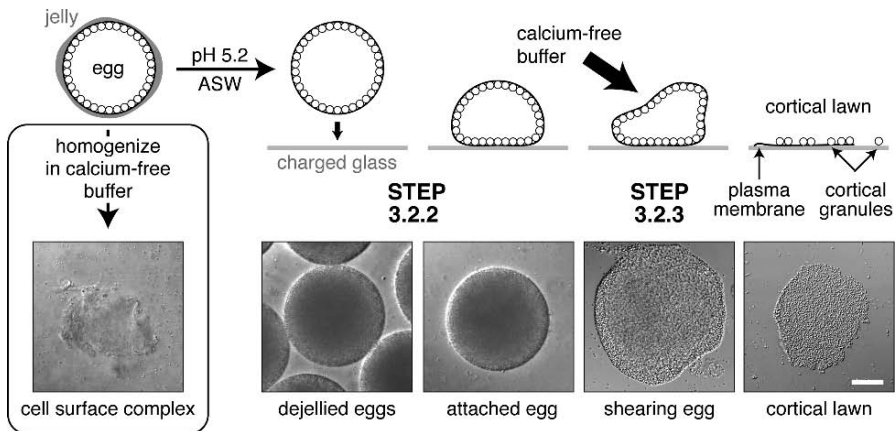 jelly
egg
pH 5.2
ASW
homogenize
in calcium-free
buffer
cell surface complex
charged glass
calcium-free
buffer
cortical lawn
plasma
membrane
cortical
granules
STEP
3.2.2
STEP
3.2.3
dejellied eggs
attached egg
shearing egg
cortical lawn